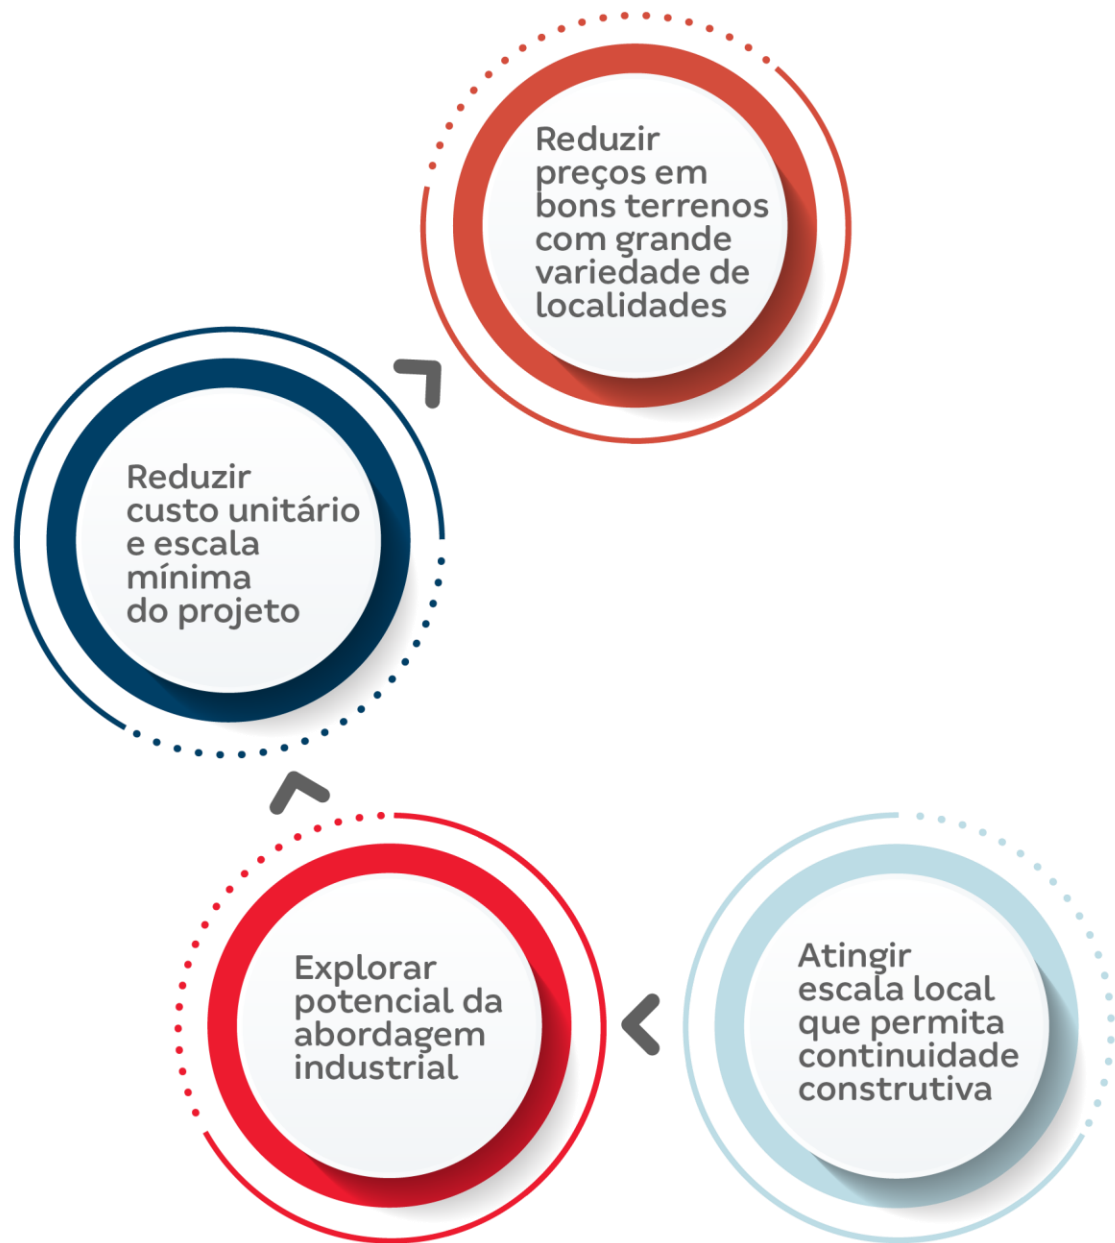 Reduzir
preços em
bons terrenos
com grande
variedade de
localidades
Reduzir
custo unitário
e escala
mínima
do projeto
Explorar
potencial da
abordagem
industrial
Atingir
escala local
que permita
continuidade
construtiva